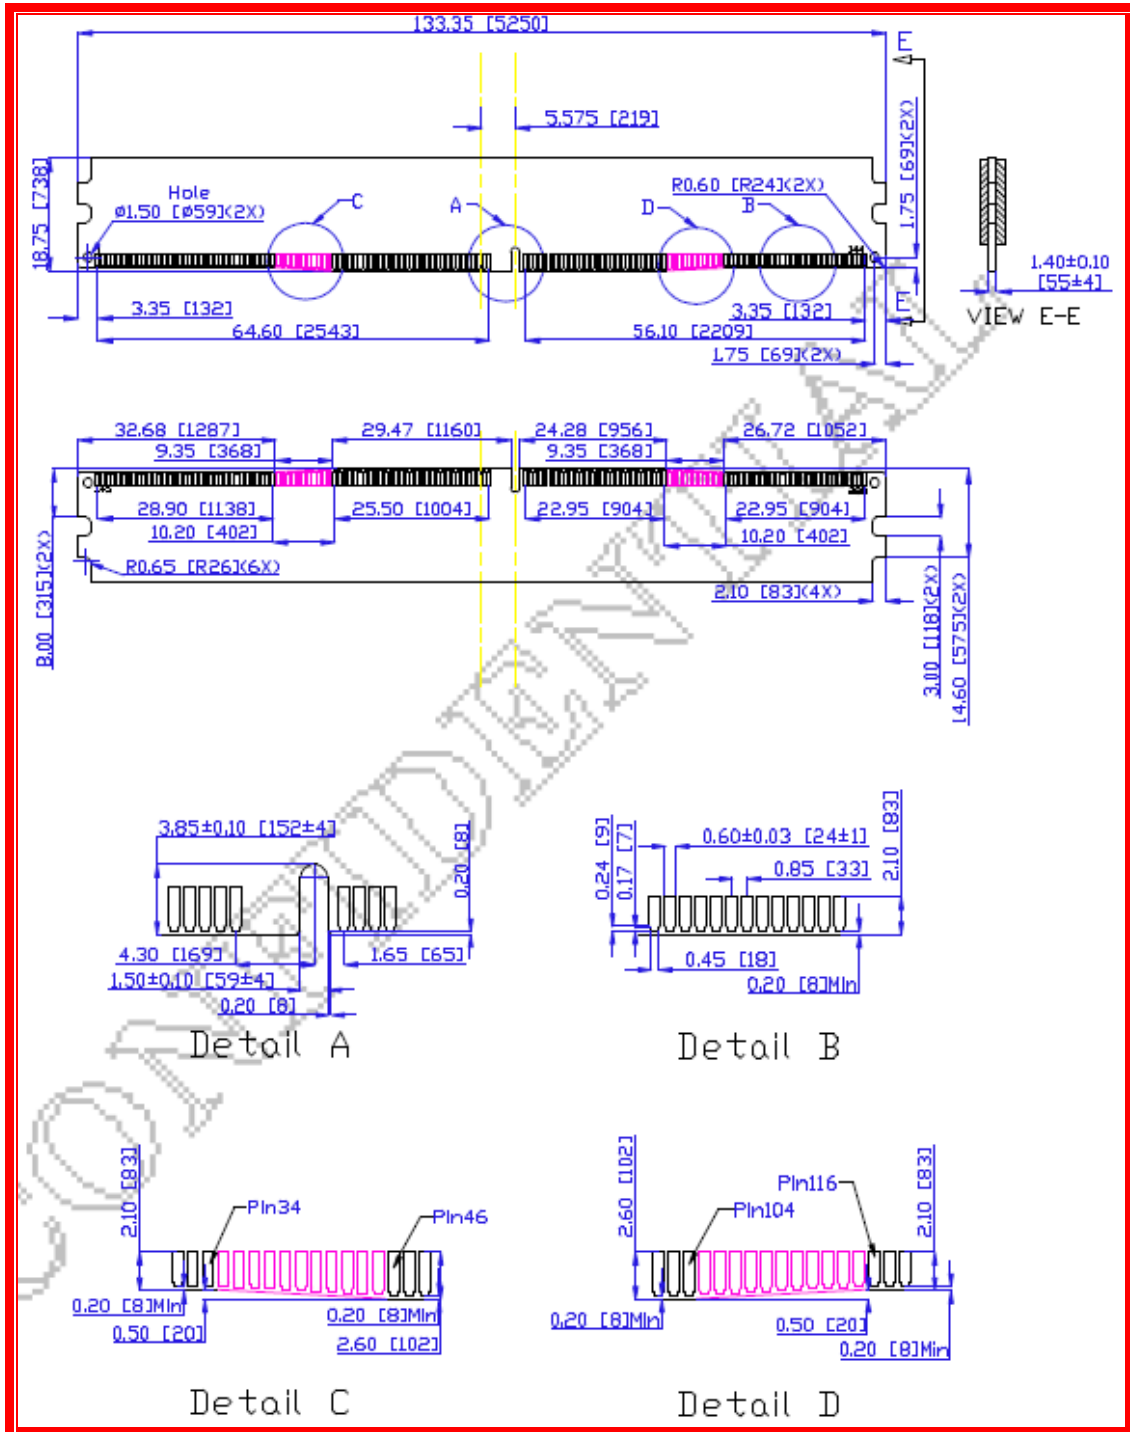 133.35 [5250]
E
5.575 [219]
1.75 [69](2X)
18.75 [738]
Hole
ø1.50 [ø59](2X)
C
A
D
B
R0.60 [R24](2X)
1.40±0.10
[55±4]
VIEW E-E
E
3.35 [132]
3.35 [132]
64.60 [2543]
56.10 [2209]
1.75 [69](2X)
32.68 [1287]
29.47 [1160]
24.28 [956]
26.72 [1052]
9.35 [368]
9.35 [368]
28.90 [1138]
25.50 [1004]
22.95 [904]
22.95 [904]
10.20 [402]
10.20 [402]
R0.65 [R26](6X)
2.10 [83](4X)
8.00 [315](2X)
3.00 [118](2X)
14.60 [575](2X)
CONFIDENTIAL
3.85±0.10 [152±4]
0.20 [8]
4.30 [169]
1.65 [65]
1.50±0.10 [59±4]
0.20 [8]
Detail A
0.24 [9]
0.17 [7]
0.60±0.03 [24±1]
0.85 [33]
2.10 [83]
0.45 [18]
0.20 [8]Min
Detail B
2.10 [83]
Pin34
Pin46
0.20 [8]Min
0.50 [20]
0.20 [8]Min
2.60 [102]
Detail C
2.60 [102]
Pin116
Pin104
2.10 [83]
0.20 [8]Min
0.50 [20]
0.20 [8]Min
Detail D